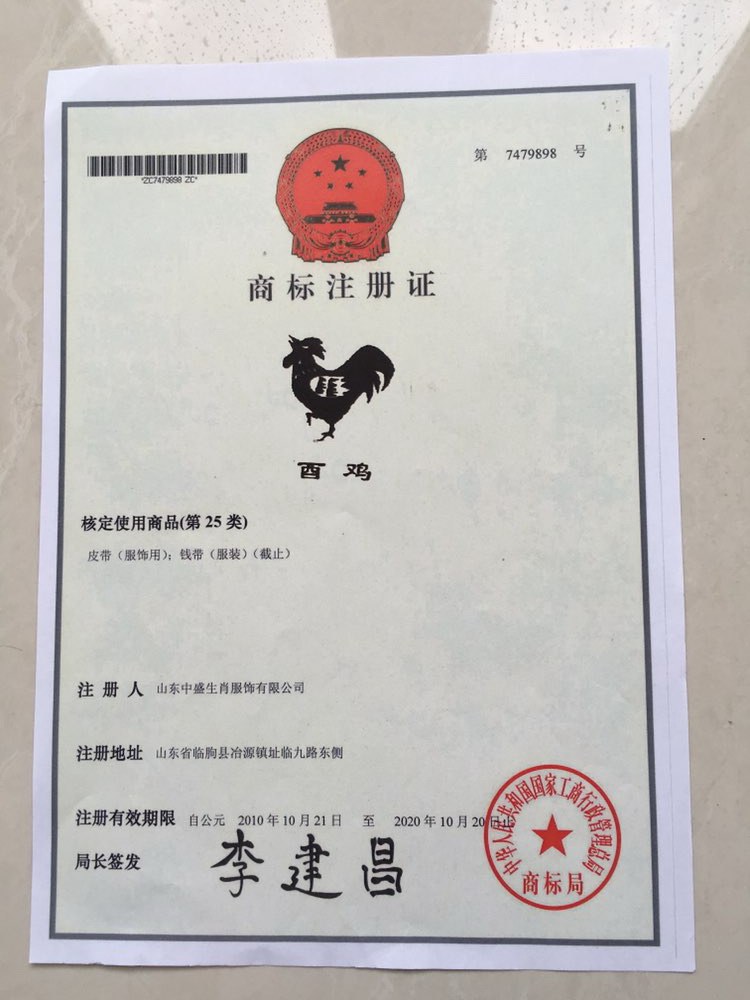 第 7479898 号
*ZC7479898 ZC*
商标注册证
酉鸡
核定使用商品(第 25 类)
皮带（服饰用）；钱带（服装）（截止）
注 册 人 山东中盛生肖服饰有限公司
注册地址 山东省临朐县冶源镇址临九路东侧
注册有效期限 自公元 2010 年 10 月 21 日 至 2020 年 10 月 20 日止
局长签发 李建昌
中华人民共和国国家工商行政管理总局
商标局